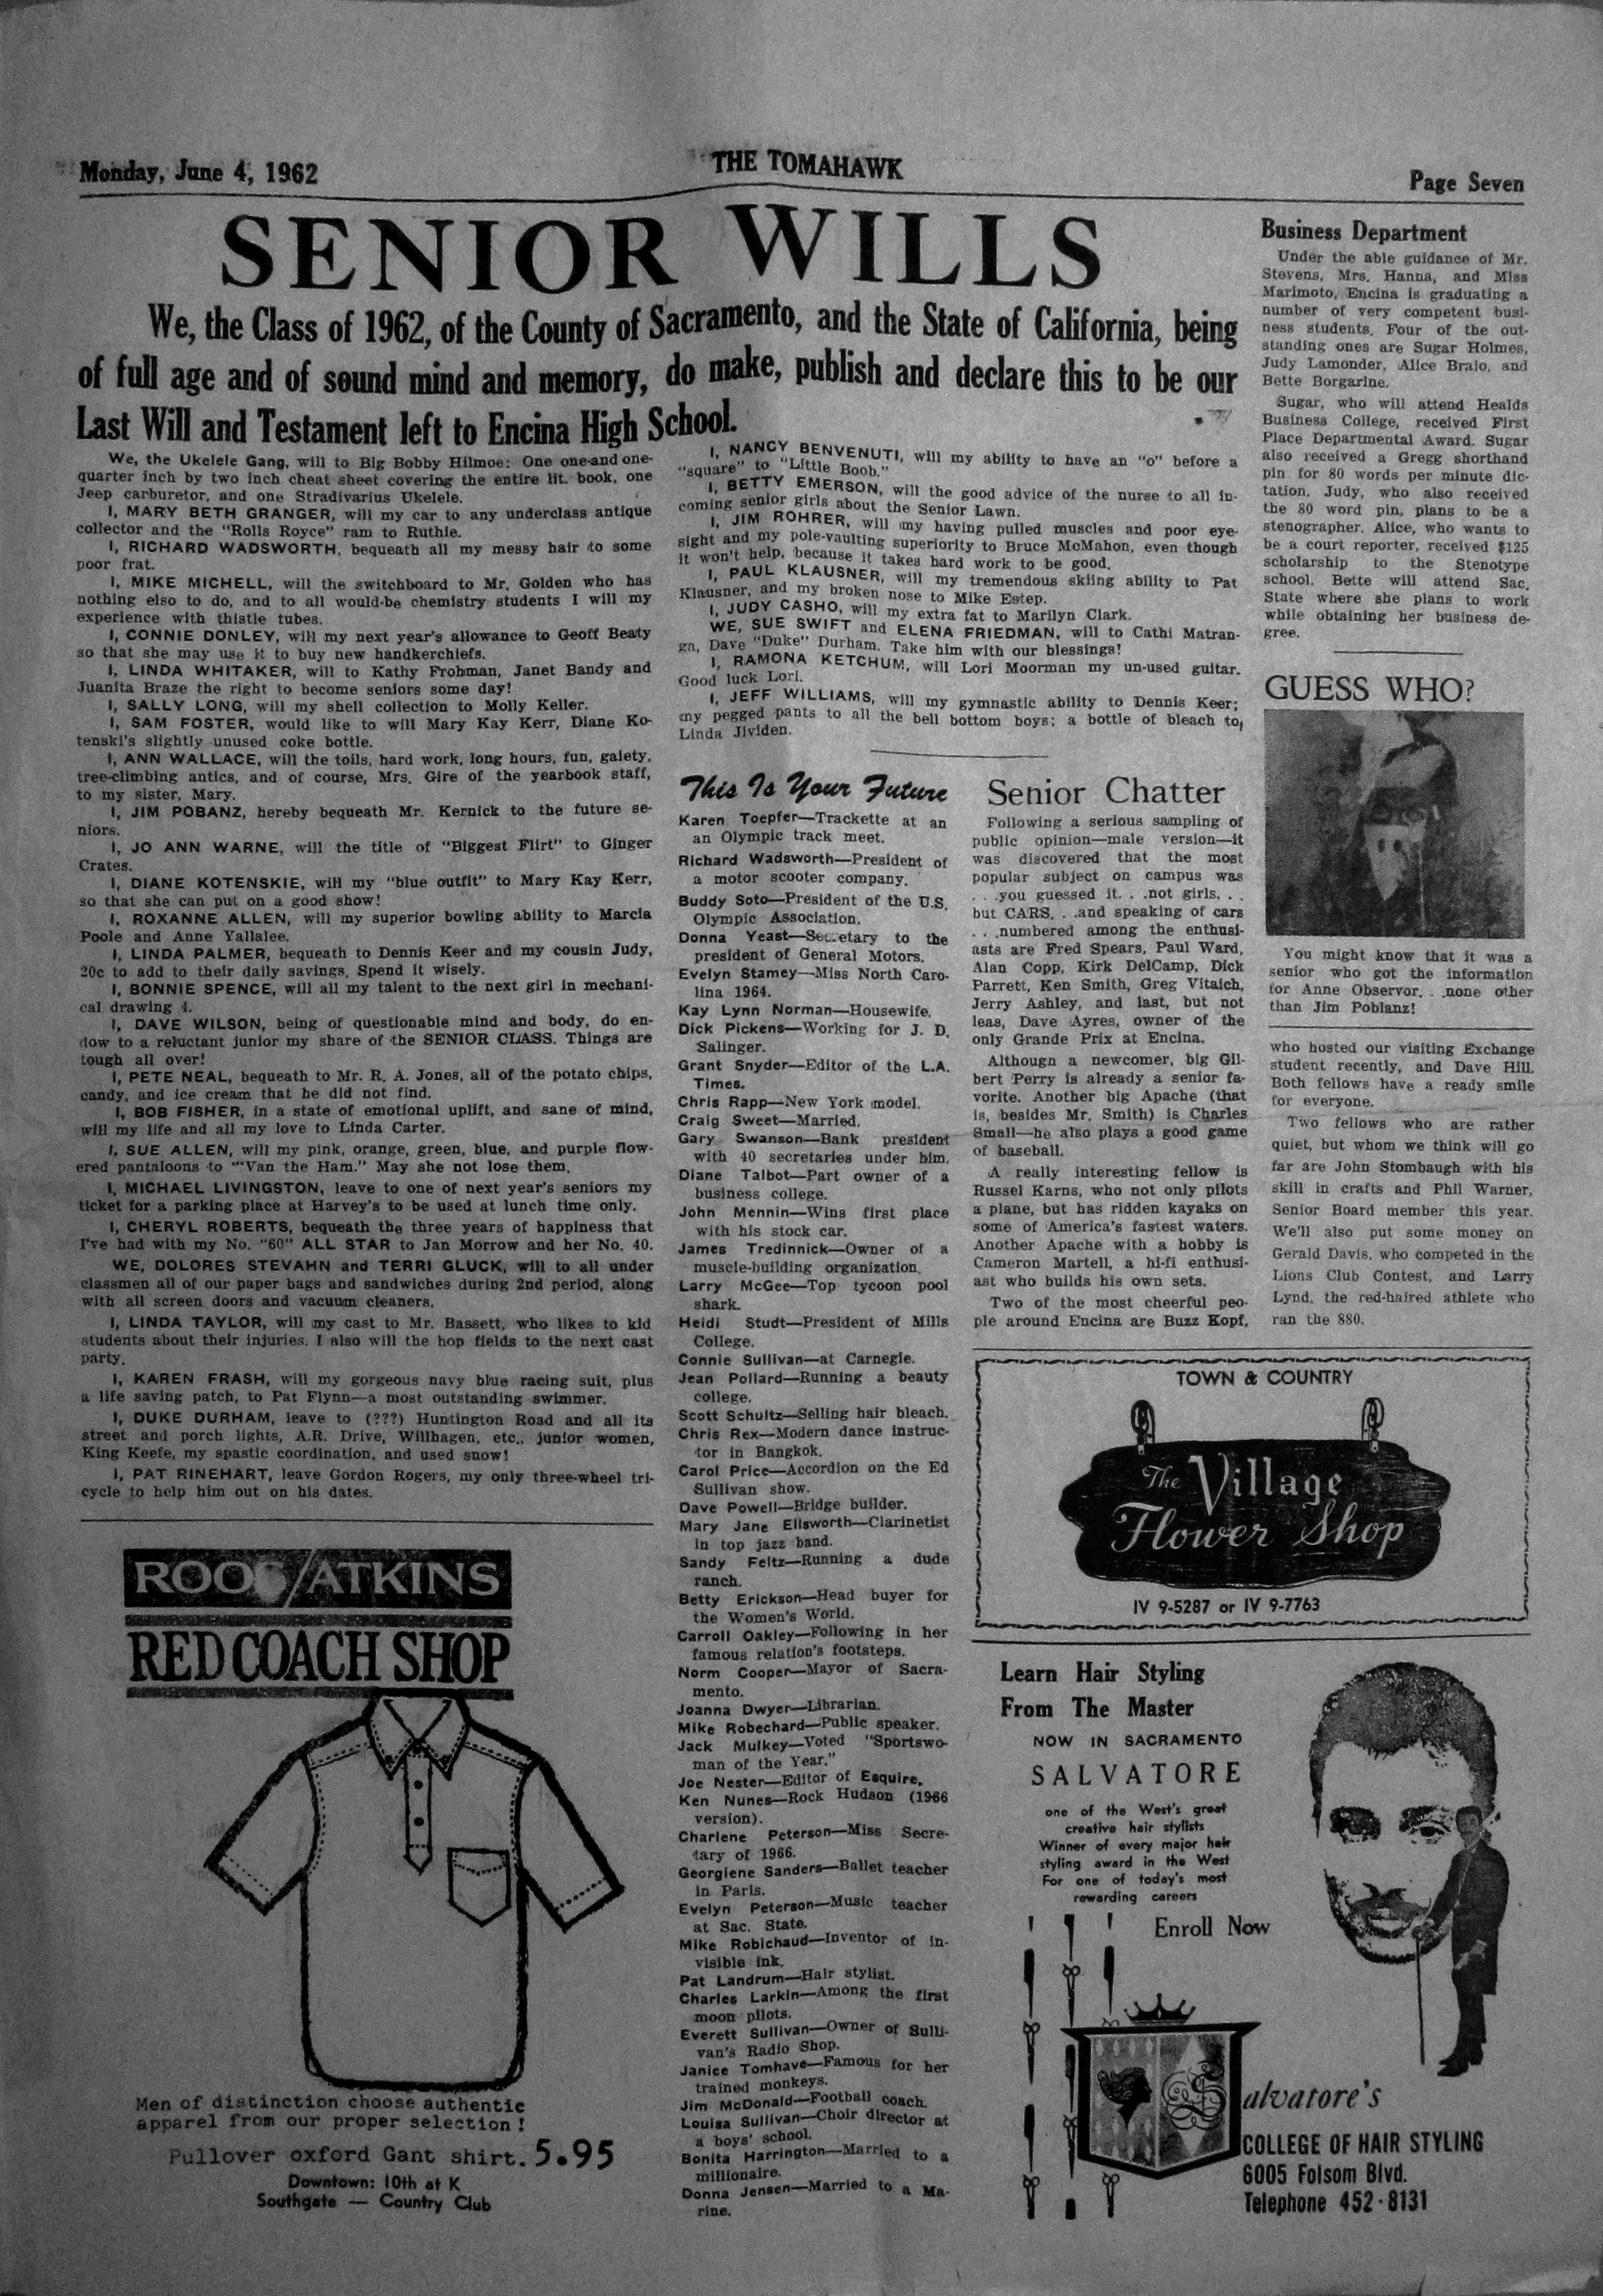 Monday, June 4, 1962
THE TOMAHAWK
Page Seven
SENIOR WILLS
We, the Class of 1962, of the County of Sacramento, and the State of California, being
of full age and of sound mind and memory, do make, publish and declare this to be our
Last Will and Testament left to Encina High School.
We, the Ukelele Gang, will to Big Bobby Hilmoe: One one-and one-
quarter inch by two inch cheat sheet covering the entire lit. book, one
Jeep carburetor, and one Stradivarius Ukelele.
I, MARY BETH GRANGER, will my car to any underclass antique
collector and the "Rolls Royce" ram to Ruthie.
I, RICHARD WADSWORTH, bequeath all my messy hair to some
poor frat.
I, MIKE MICHELL, will the switchboard to Mr. Golden who has
nothing elso to do, and to all would-be chemistry students I will my
experience with thistle tubes.
I, CONNIE DONLEY, will my next year's allowance to Geoff Beaty
so that she may use it to buy new handkerchiefs.
I, LINDA WHITAKER, will to Kathy Frohman, Janet Bandy and
Juanita Braze the right to become seniors some day!
I, SALLY LONG, will my shell collection to Molly Keller.
I, SAM FOSTER, would like to will Mary Kay Kerr, Diane Ko-
tenski's slightly unused coke bottle.
I, ANN WALLACE, will the toils, hard work, long hours, fun, gaiety,
tree-climbing antics, and of course, Mrs. Gire of the yearbook staff,
to my sister, Mary.
I, JIM POBANZ, hereby bequeath Mr. Kernick to the future se-
niors.
I, JO ANN WARNE, will the title of "Biggest Flirt" to Ginger
Crates.
I, DIANE KOTENSKIE, will my "blue outfit" to Mary Kay Kerr,
so that she can put on a good show!
I, ROXANNE ALLEN, will my superior bowling ability to Marcia
Poole and Anne Yallalee.
I, LINDA PALMER, bequeath to Dennis Keer and my cousin Judy,
20c to add to their daily savings. Spend it wisely.
I, BONNIE SPENCE, will all my talent to the next girl in mechani-
cal drawing 4.
I, DAVE WILSON, being of questionable mind and body, do en-
dow to a reluctant junior my share of the SENIOR CLASS. Things are
tough all over!
I, PETE NEAL, bequeath to Mr. R. A. Jones, all of the potato chips,
candy, and ice cream that he did not find.
I, BOB FISHER, in a state of emotional uplift, and sane of mind,
will my life and all my love to Linda Carter.
I, SUE ALLEN, will my pink, orange, green, blue, and purple flow-
ered pantaloons to "'Van the Ham." May she not lose them.
I, MICHAEL LIVINGSTON, leave to one of next year's seniors my
ticket for a parking place at Harvey's to be used at lunch time only.
I, CHERYL ROBERTS, bequeath the three years of happiness that
I've had with my No. "60" ALL STAR to Jan Morrow and her No. 40.
WE, DOLORES STEVAHN and TERRI GLUCK, will to all under
classmen all of our paper bags and sandwiches during 2nd period, along
with all screen doors and vacuum cleaners.
I, LINDA TAYLOR, will my cast to Mr. Bassett, who likes to kid
students about their injuries. I also will the hop fields to the next cast
party.
I, KAREN FRASH, will my gorgeous navy blue racing suit, plus
a life saving patch, to Pat Flynn—a most outstanding swimmer.
I, DUKE DURHAM, leave to (???) Huntington Road and all its
street and porch lights, A.R. Drive, Willhagen, etc., junior women,
King Keefe, my spastic coordination, and used snow!
I, PAT RINEHART, leave Gordon Rogers, my only three-wheel tri-
cycle to help him out on his dates.
I, NANCY BENVENUTI, will my ability to have an "o" before a
"square" to "Little Boob."
I, BETTY EMERSON, will the good advice of the nurse to all in-
coming senior girls about the Senior Lawn.
I, JIM ROHRER, will my having pulled muscles and poor eye-
sight and my pole-vaulting superiority to Bruce McMahon, even though
it won't help, because it takes hard work to be good.
I, PAUL KLAUSNER, will my tremendous skiing ability to Pat
Klausner, and my broken nose to Mike Estep.
I, JUDY CASHO, will my extra fat to Marilyn Clark.
WE, SUE SWIFT and ELENA FRIEDMAN, will to Cathi Matran-
ga, Dave "Duke" Durham. Take him with our blessings!
I, RAMONA KETCHUM, will Lori Moorman my un-used guitar.
Good luck Lori.
I, JEFF WILLIAMS, will my gymnastic ability to Dennis Keer;
my pegged pants to all the bell bottom boys; a bottle of bleach to
Linda Jividen.
This Is Your Future
Karen Toepfer—Trackette at an
an Olympic track meet.
Richard Wadsworth—President of
a motor scooter company.
Buddy Soto—President of the U.S.
Olympic Association.
Donna Yeast—Secretary to the
president of General Motors.
Evelyn Stamey—Miss North Caro-
lina 1964.
Kay Lynn Norman—Housewife.
Dick Pickens—Working for J. D.
Salinger.
Grant Snyder—Editor of the L.A.
Times.
Chris Rapp—New York model.
Craig Sweet—Married.
Gary Swanson—Bank president
with 40 secretaries under him.
Diane Talbot—Part owner of a
business college.
John Mennin—Wins first place
with his stock car.
James Tredinnick—Owner of a
muscle-building organization.
Larry McGee—Top tycoon pool
shark.
Heidi Studt—President of Mills
College.
Connie Sullivan—at Carnegie.
Jean Pollard—Running a beauty
college.
Scott Schultz—Selling hair bleach.
Chris Rex—Modern dance instruc-
tor in Bangkok.
Carol Price—Accordion on the Ed
Sullivan show.
Dave Powell—Bridge builder.
Mary Jane Ellsworth—Clarinetist
in top jazz band.
Sandy Feltz—Running a dude
ranch.
Betty Erickson—Head buyer for
the Women's World.
Carroll Oakley—Following in her
famous relation's footsteps.
Norm Cooper—Mayor of Sacra-
mento.
Joanna Dwyer—Librarian.
Mike Robechard—Public speaker.
Jack Mulkey—Voted "Sportswo-
man of the Year."
Joe Nester—Editor of Esquire.
Ken Nunes—Rock Hudson (1966
version).
Charlene Peterson—Miss Secre-
tary of 1966.
Georgiene Sanders—Ballet teacher
in Paris.
Evelyn Peterson—Music teacher
at Sac. State.
Mike Robichaud—Inventor of in-
visible ink.
Pat Landrum—Hair stylist.
Charles Larkin—Among the first
moon pilots.
Everett Sullivan—Owner of Sulli-
van's Radio Shop.
Janice Tomhave—Famous for her
trained monkeys.
Jim McDonald—Football coach.
Louisa Sullivan—Choir director at
a boys' school.
Bonita Harrington—Married to a
millionaire.
Donna Jensen—Married to a Ma-
rine.
Senior Chatter
Following a serious sampling of
public opinion—male version—it
was discovered that the most
popular subject on campus was
. . .you guessed it. . .not girls. . .
but CARS. . .and speaking of cars
. . .numbered among the enthusi-
asts are Fred Spears, Paul Ward,
Alan Copp, Kirk DelCamp, Dick
Parrett, Ken Smith, Greg Vitaich,
Jerry Ashley, and last, but not
leas, Dave Ayres, owner of the
only Grande Prix at Encina.
Althougn a newcomer, big Gil-
bert Perry is already a senior fa-
vorite. Another big Apache (that
is, besides Mr. Smith) is Charles
Small—he also plays a good game
of baseball.
A really interesting fellow is
Russel Karns, who not only pilots
a plane, but has ridden kayaks on
some of America's fastest waters.
Another Apache with a hobby is
Cameron Martell, a hi-fi enthusi-
ast who builds his own sets.
Two of the most cheerful peo-
ple around Encina are Buzz Kopf,
who hosted our visiting Exchange
student recently, and Dave Hill.
Both fellows have a ready smile
for everyone.
Two fellows who are rather
quiet, but whom we think will go
far are John Stombaugh with his
skill in crafts and Phil Warner,
Senior Board member this year.
We'll also put some money on
Gerald Davis, who competed in the
Lions Club Contest, and Larry
Lynd, the red-haired athlete who
ran the 880.
Business Department
Under the able guidance of Mr.
Stevens, Mrs. Hanna, and Miss
Marimoto, Encina is graduating a
number of very competent busi-
ness students. Four of the out-
standing ones are Sugar Holmes,
Judy Lamonder, Alice Braio, and
Bette Borgarine.
Sugar, who will attend Healds
Business College, received First
Place Departmental Award. Sugar
also received a Gregg shorthand
pin for 80 words per minute dic-
tation. Judy, who also received
the 80 word pin, plans to be a
stenographer. Alice, who wants to
be a court reporter, received $125
scholarship to the Stenotype
school. Bette will attend Sac.
State where she plans to work
while obtaining her business de-
gree.
GUESS WHO?
You might know that it was a
senior who got the information
for Anne Observor. . .none other
than Jim Poblanz!
ROOS/ATKINS
RED COACH SHOP
Men of distinction choose authentic
apparel from our proper selection!
Pullover oxford Gant shirt. 5.95
Downtown: 10th at K
Southgate — Country Club
TOWN & COUNTRY
The Village
Flower Shop
IV 9-5287 or IV 9-7763
Learn Hair Styling
From The Master
NOW IN SACRAMENTO
SALVATORE
one of the West's great
creative hair stylists
Winner of every major hair
styling award in the West
For one of today's most
rewarding careers
Enroll Now
Salvatore's
COLLEGE OF HAIR STYLING
6005 Folsom Blvd.
Telephone 452-8131